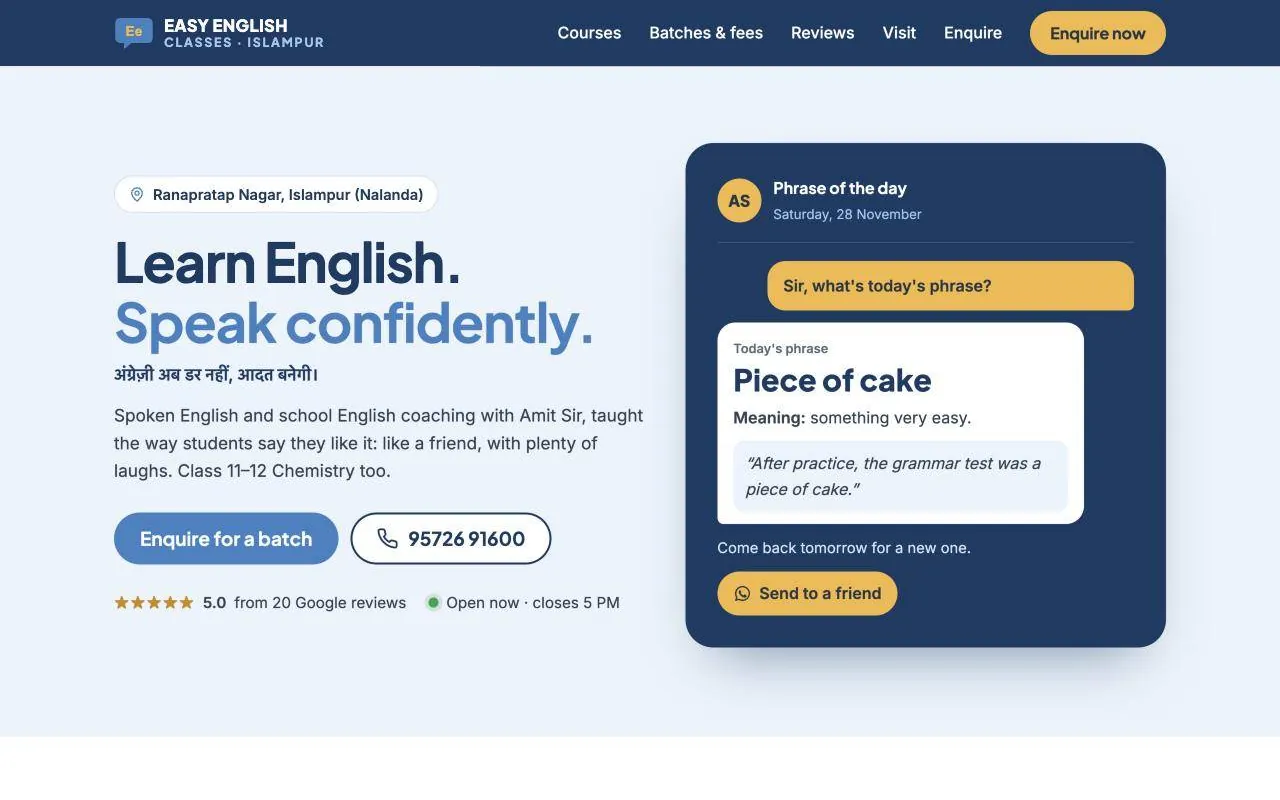 Ee
EASY ENGLISH
CLASSES · ISLAMPUR
Courses
Batches & fees
Reviews
Visit
Enquire
Enquire now
Ranapratap Nagar, Islampur (Nalanda)
Learn English.
Speak confidently.
अंग्रेज़ी अब डर नहीं, आदत बनेगी।
Spoken English and school English coaching with Amit Sir, taught
the way students say they like it: like a friend, with plenty of
laughs. Class 11–12 Chemistry too.
Enquire for a batch
95726 91600
5.0 from 20 Google reviews
Open now · closes 5 PM
AS
Phrase of the day
Saturday, 28 November
Sir, what's today's phrase?
Today's phrase
Piece of cake
Meaning: something very easy.
“After practice, the grammar test was a
piece of cake.”
Come back tomorrow for a new one.
Send to a friend